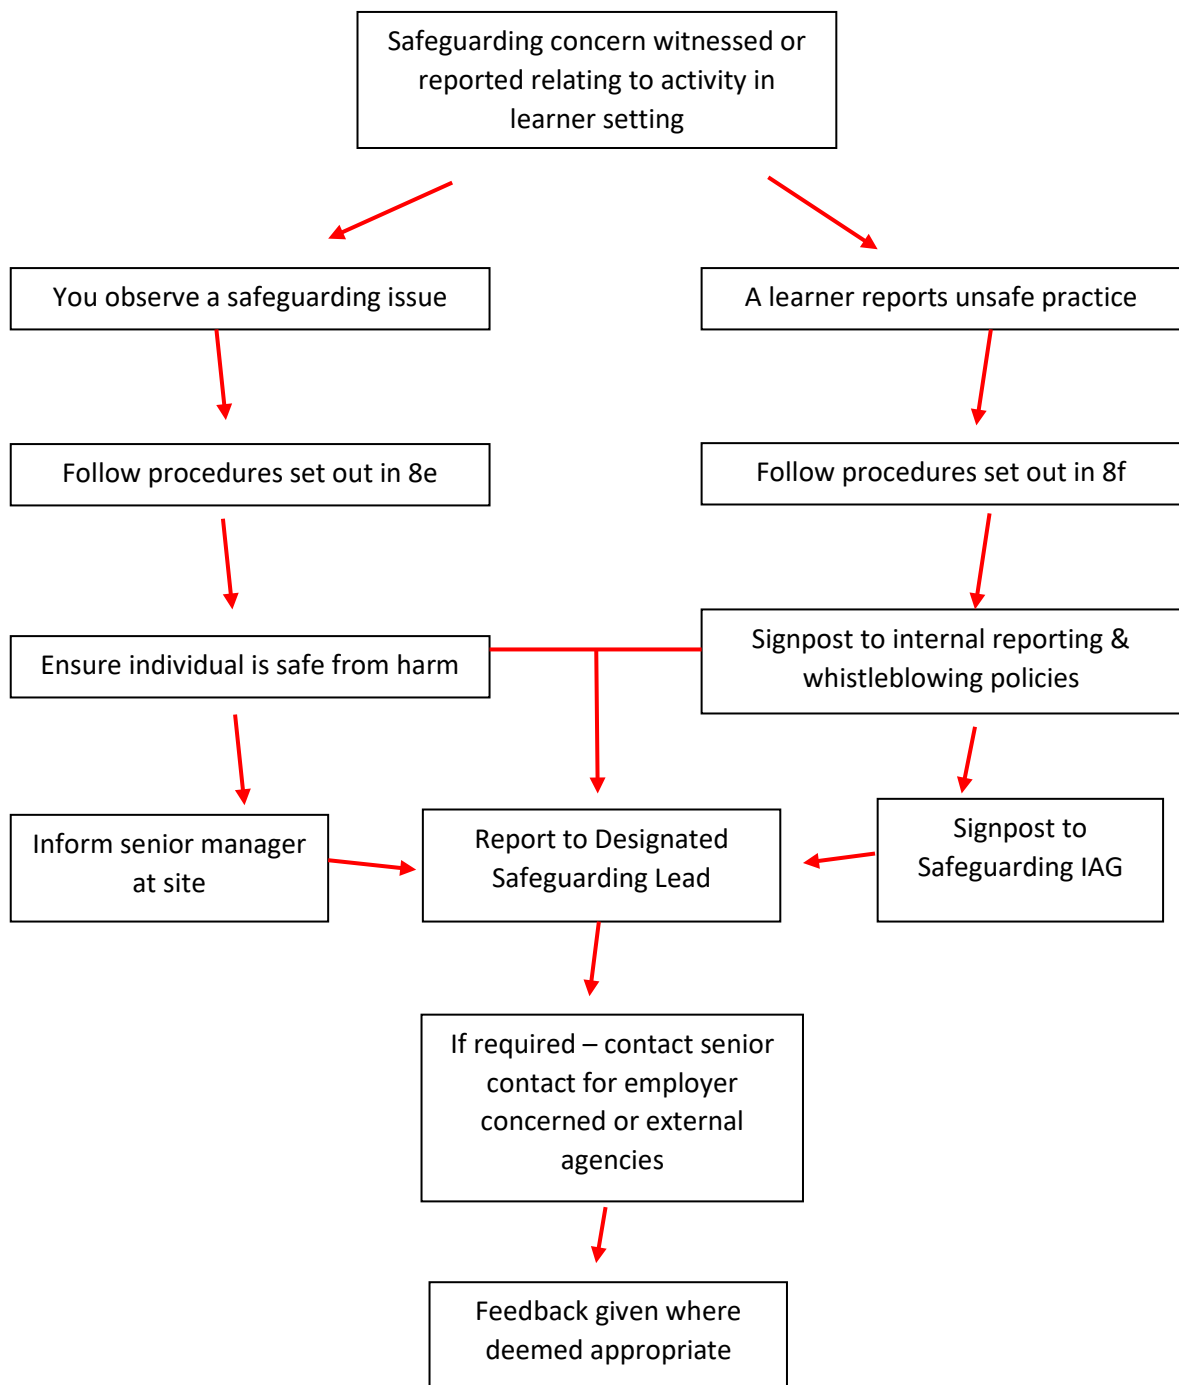 Safeguarding concern witnessed or
reported relating to activity in
learner setting
You observe a safeguarding issue
A learner reports unsafe practice
Follow procedures set out in 8e
Follow procedures set out in 8f
Ensure individual is safe from harm
Signpost to internal reporting &
whistleblowing policies
Inform senior manager
at site
Report to Designated
Safeguarding Lead
Signpost to
Safeguarding IAG
If required – contact senior
contact for employer
concerned or external
agencies
Feedback given where
deemed appropriate